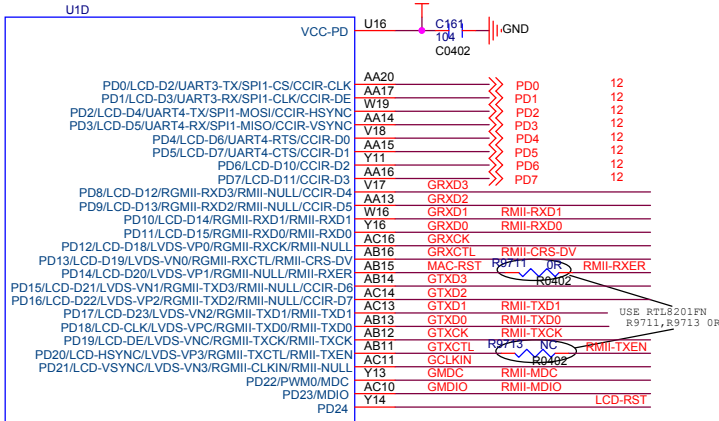 U1D
VCC-PD U16 C161 104 C0402 GND
PD0/LCD-D2/UART3-TX/SPI1-CS/CCIR-CLK AA20 PD0 12
PD1/LCD-D3/UART3-RX/SPI1-CLK/CCIR-DE AA17 PD1 12
PD2/LCD-D4/UART4-TX/SPI1-MOSI/CCIR-HSYNC W19 PD2 12
PD3/LCD-D5/UART4-RX/SPI1-MISO/CCIR-VSYNC AA14 PD3 12
PD4/LCD-D6/UART4-RTS/CCIR-D0 V18 PD4 12
PD5/LCD-D7/UART4-CTS/CCIR-D1 AA15 PD5 12
PD6/LCD-D10/CCIR-D2 Y11 PD6 12
PD7/LCD-D11/CCIR-D3 AA16 PD7 12
PD8/LCD-D12/RGMII-RXD3/RMII-NULL/CCIR-D4 V17 GRXD3
PD9/LCD-D13/RGMII-RXD2/RMII-NULL/CCIR-D5 AA13 GRXD2
PD10/LCD-D14/RGMII-RXD1/RMII-RXD1 W16 GRXD1 RMII-RXD1
PD11/LCD-D15/RGMII-RXD0/RMII-RXD0 Y16 GRXD0 RMII-RXD0
PD12/LCD-D18/LVDS-VP0/RGMII-RXCK/RMII-NULL AC16 GRXCK
PD13/LCD-D19/LVDS-VN0/RGMII-RXCTL/RMII-CRS-DV AB16 GRXCTL RMII-CRS-DV
PD14/LCD-D20/LVDS-VP1/RGMII-NULL/RMII-RXER AB15 MAC-RST R9711 0R R0402 RMII-RXER
PD15/LCD-D21/LVDS-VN1/RGMII-TXD3/RMII-NULL/CCIR-D6 AB14 GTXD3
PD16/LCD-D22/LVDS-VP2/RGMII-TXD2/RMII-NULL/CCIR-D7 AC14 GTXD2
PD17/LCD-D23/LVDS-VN2/RGMII-TXD1/RMII-TXD1 AC13 GTXD1 RMII-TXD1
PD18/LCD-CLK/LVDS-VPC/RGMII-TXD0/RMII-TXD0 AB13 GTXD0 RMII-TXD0
PD19/LCD-DE/LVDS-VNC/RGMII-TXCK/RMII-TXCK AB12 GTXCK RMII-TXCK
PD20/LCD-HSYNC/LVDS-VP3/RGMII-TXCTL/RMII-TXEN AB11 GTXCTL R9713 NC R0402 RMII-TXEN
PD21/LCD-VSYNC/LVDS-VN3/RGMII-CLKIN/RMII-NULL AC11 GCLKIN
PD22/PWM0/MDC Y13 GMDC RMII-MDC
PD23/MDIO AC10 GMDIO RMII-MDIO
PD24 Y14 LCD-RST
USE RTL8201FN
R9711,R9713 0R